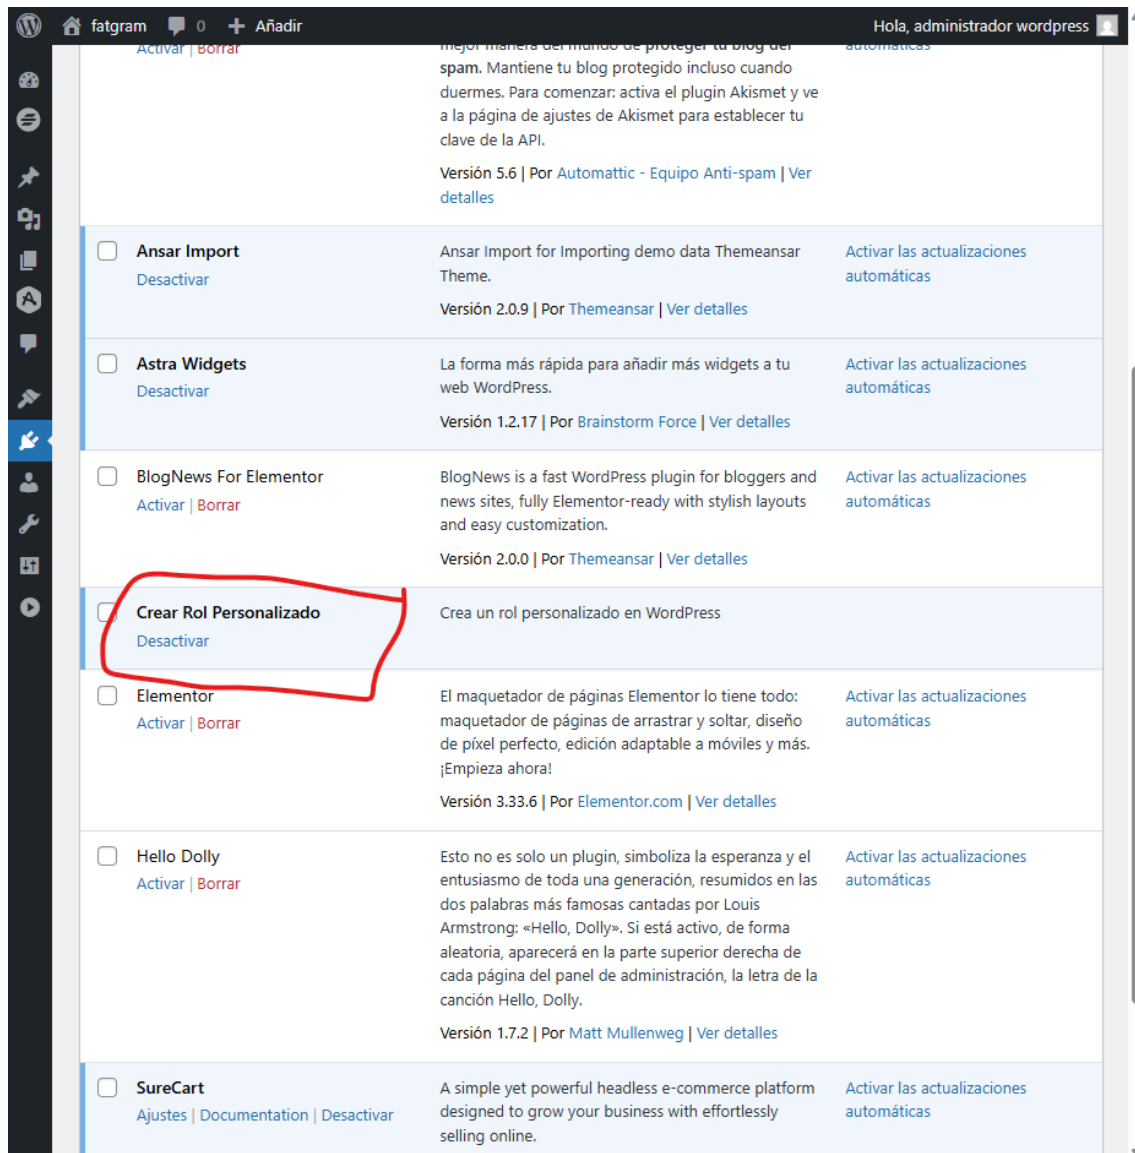 fatgram 0 Añadir Hola, administrador wordpress
Activar | Borrar mejor manera del mundo de proteger tu blog del automáticas
spam. Mantiene tu blog protegido incluso cuando
duermes. Para comenzar: activa el plugin Akismet y ve
a la página de ajustes de Akismet para establecer tu
clave de la API.
Versión 5.6 | Por Automattic - Equipo Anti-spam | Ver
detalles
Ansar Import Ansar Import for Importing demo data Themeansar Activar las actualizaciones
Theme. automáticas
Desactivar
Versión 2.0.9 | Por Themeansar | Ver detalles
Astra Widgets La forma más rápida para añadir más widgets a tu Activar las actualizaciones
Desactivar web WordPress. automáticas
Versión 1.2.17 | Por Brainstorm Force | Ver detalles
BlogNews For Elementor BlogNews is a fast WordPress plugin for bloggers and Activar las actualizaciones
Activar | Borrar news sites, fully Elementor-ready with stylish layouts automáticas
and easy customization.
Versión 2.0.0 | Por Themeansar | Ver detalles
Crear Rol Personalizado Crea un rol personalizado en WordPress
Desactivar
Elementor El maquetador de páginas Elementor lo tiene todo: Activar las actualizaciones
Activar | Borrar maquetador de páginas de arrastrar y soltar, diseño automáticas
de píxel perfecto, edición adaptable a móviles y más.
¡Empieza ahora!
Versión 3.33.6 | Por Elementor.com | Ver detalles
Hello Dolly Esto no es solo un plugin, simboliza la esperanza y el Activar las actualizaciones
Activar | Borrar entusiasmo de toda una generación, resumidos en las automáticas
dos palabras más famosas cantadas por Louis
Armstrong: «Hello, Dolly». Si está activo, de forma
aleatoria, aparecerá en la parte superior derecha de
cada página del panel de administración, la letra de la
canción Hello, Dolly.
Versión 1.7.2 | Por Matt Mullenweg | Ver detalles
SureCart A simple yet powerful headless e-commerce platform Activar las actualizaciones
Ajustes | Documentation | Desactivar designed to grow your business with effortlessly automáticas
selling online.